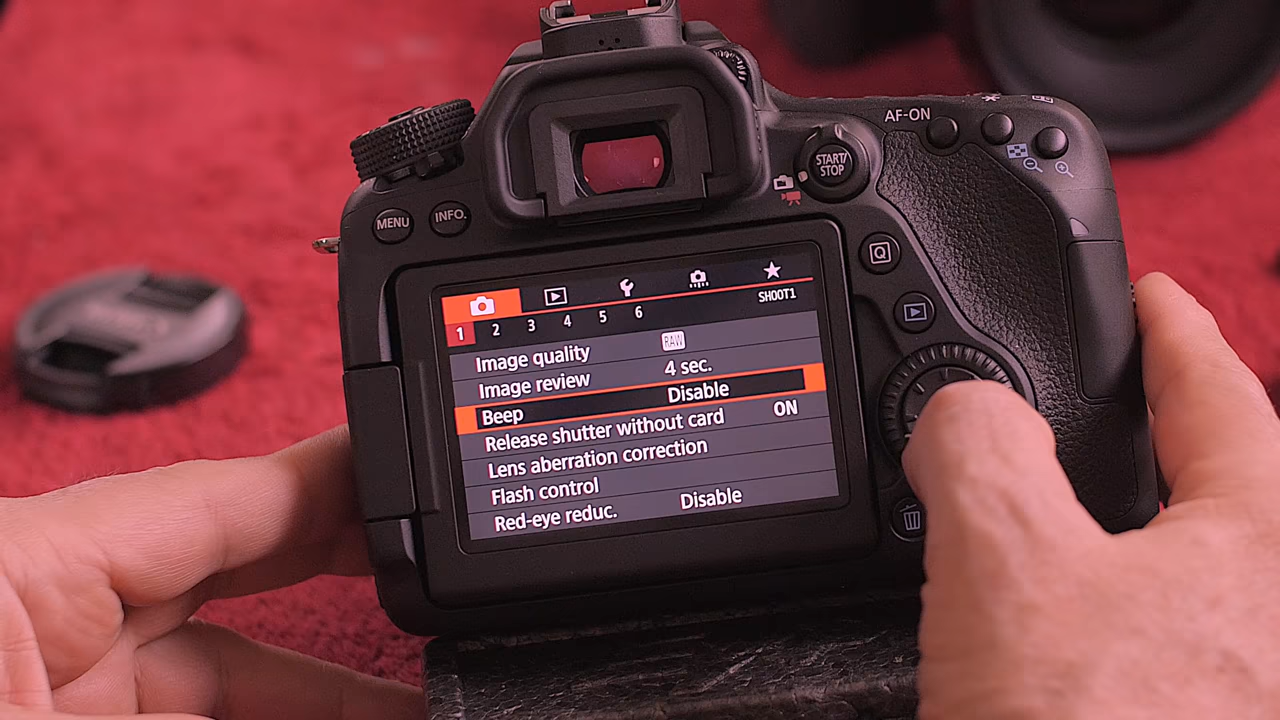 AF-ON
START/
STOP
MENU
INFO.
Q
SHOOT1
1 2 3 4 5 6
Image quality RAW
Image review 4 sec.
Beep Disable
Release shutter without card ON
Lens aberration correction
Flash control
Red-eye reduc. Disable